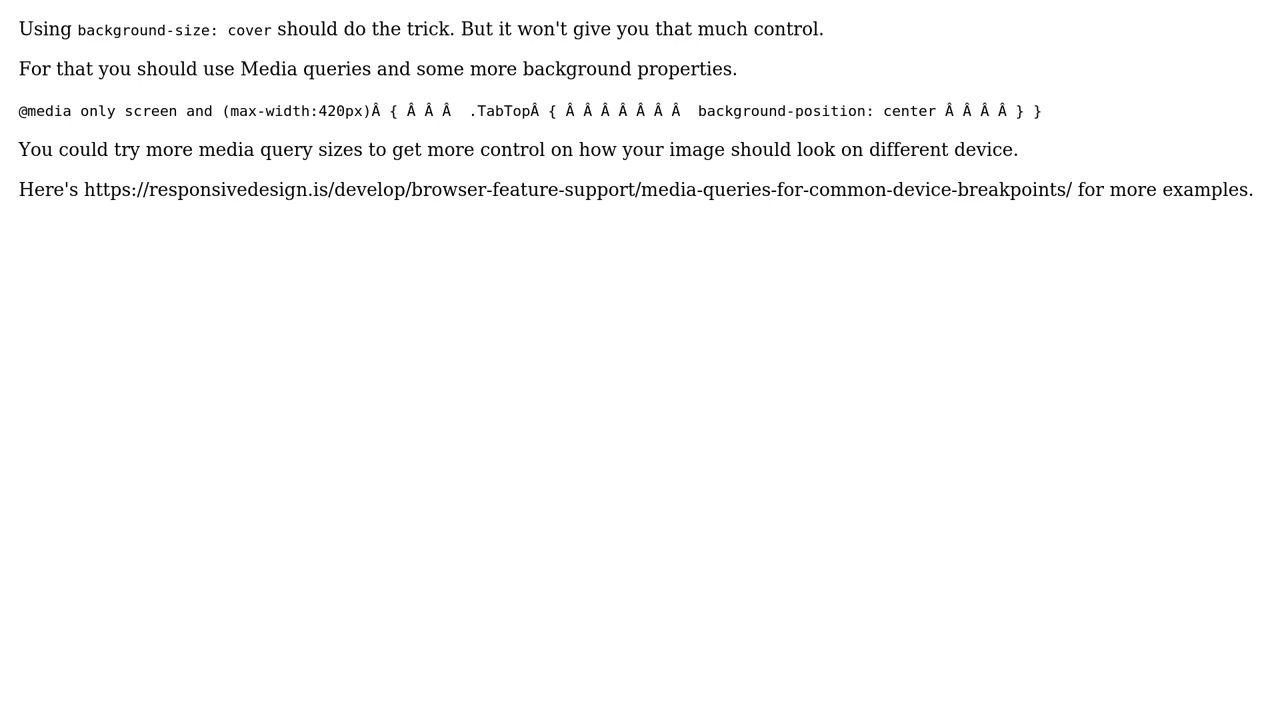 Using background-size: cover should do the trick. But it won't give you that much control.
For that you should use Media queries and some more background properties.
@media only screen and (max-width:420px)Â { Â Â Â  .TabTopÂ { Â Â Â Â Â Â Â  background-position: center Â Â Â Â } }
You could try more media query sizes to get more control on how your image should look on different device.
Here's https://responsivedesign.is/develop/browser-feature-support/media-queries-for-common-device-breakpoints/ for more examples.